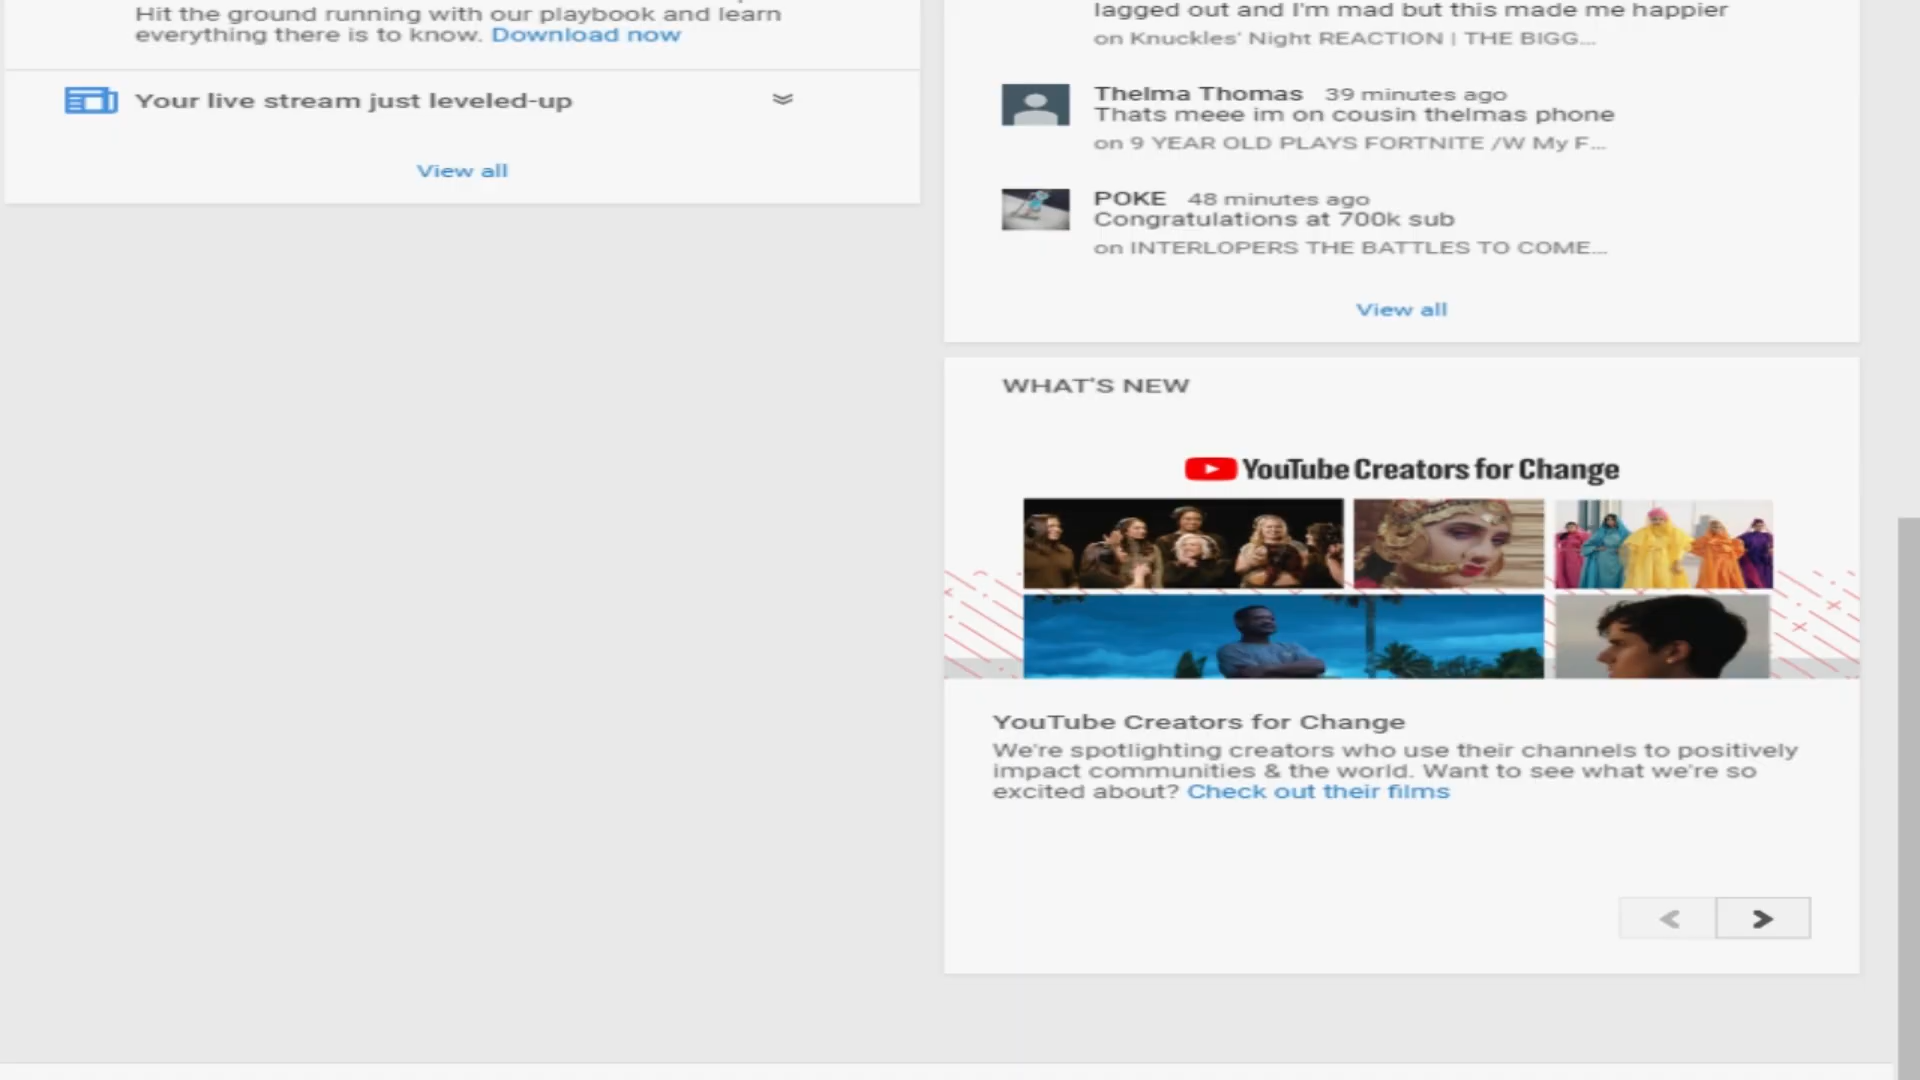 Hit the ground running with our playbook and learn
everything there is to know. Download now
Your live stream just leveled-up
View all
lagged out and I'm mad but this made me happier
on Knuckles' Night REACTION | THE BIGG...
Thelma Thomas 39 minutes ago
Thats meee im on cousin thelmas phone
on 9 YEAR OLD PLAYS FORTNITE /W My F...
POKE 48 minutes ago
Congratulations at 700k sub
on INTERLOPERS THE BATTLES TO COME...
View all
WHAT'S NEW
YouTube Creators for Change
YouTube Creators for Change
We're spotlighting creators who use their channels to positively
impact communities & the world. Want to see what we're so
excited about? Check out their films